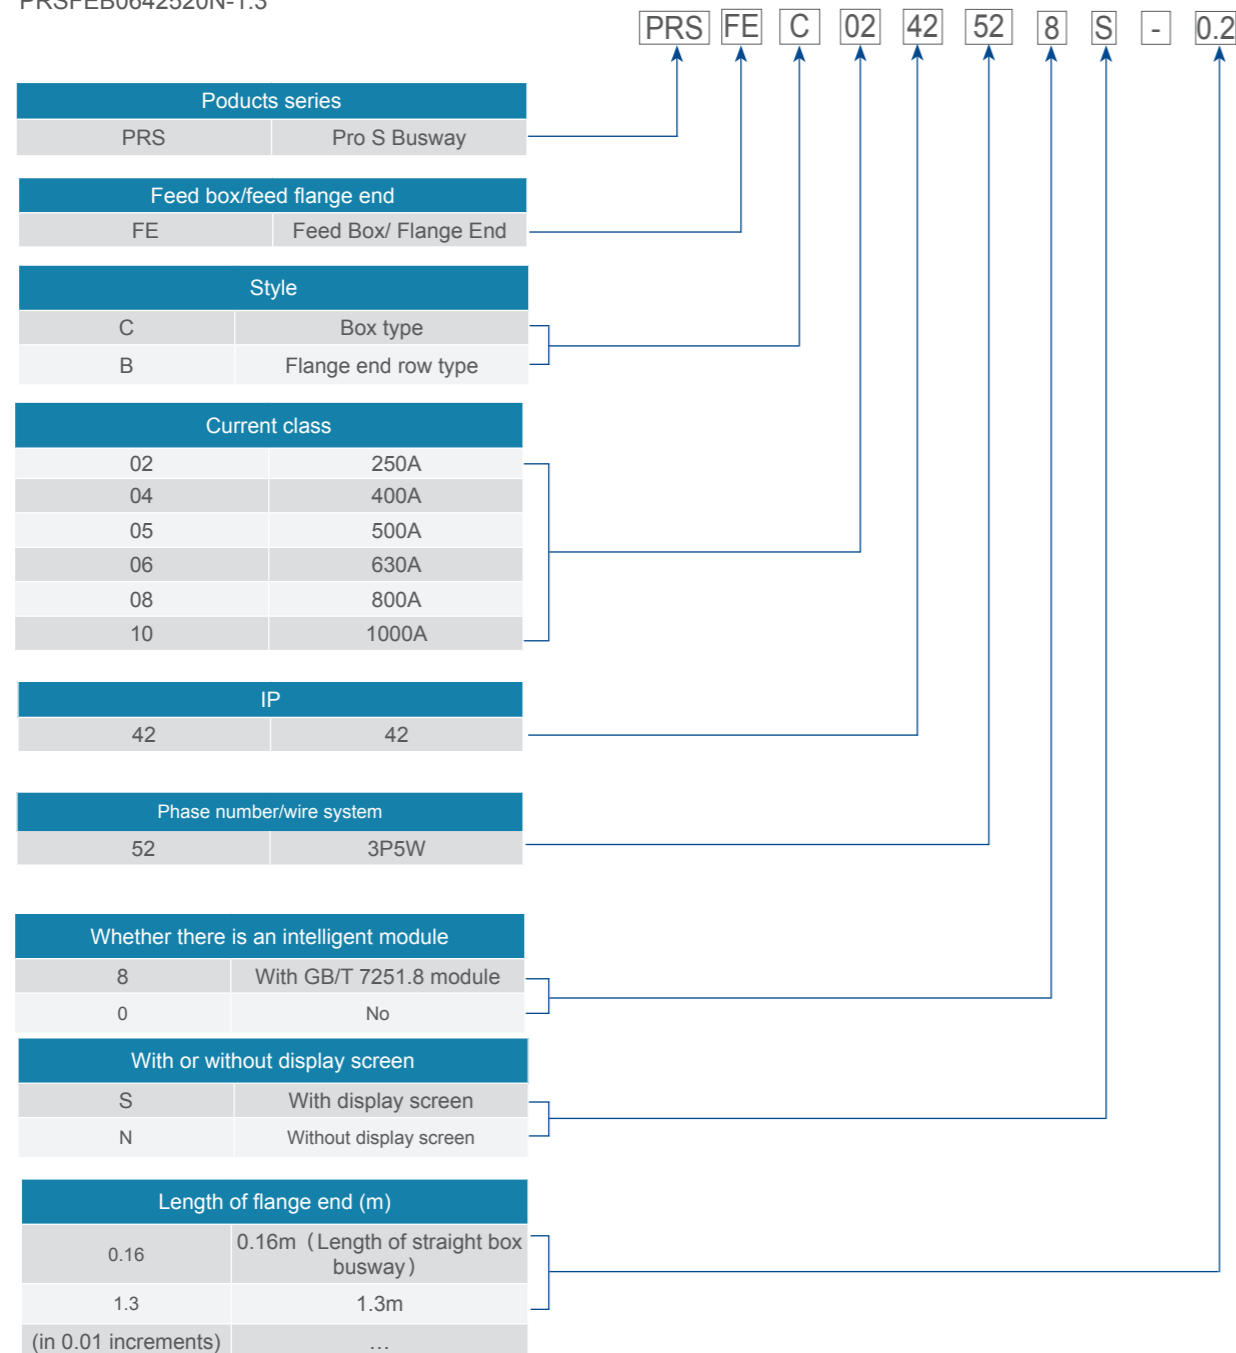 PRSFEB0642520N-1.3
PRS FE C 02 42 52 8 S - 0.2
Poducts series
PRS Pro S Busway
Feed box/feed flange end
FE Feed Box/ Flange End
Style
C Box type
B Flange end row type
Current class
02 250A
04 400A
05 500A
06 630A
08 800A
10 1000A
IP
42 42
Phase number/wire system
52 3P5W
Whether there is an intelligent module
8 With GB/T 7251.8 module
0 No
With or without display screen
S With display screen
N Without display screen
Length of flange end (m)
0.16 0.16m（Length of straight box
busway）
1.3 1.3m
(in 0.01 increments) …